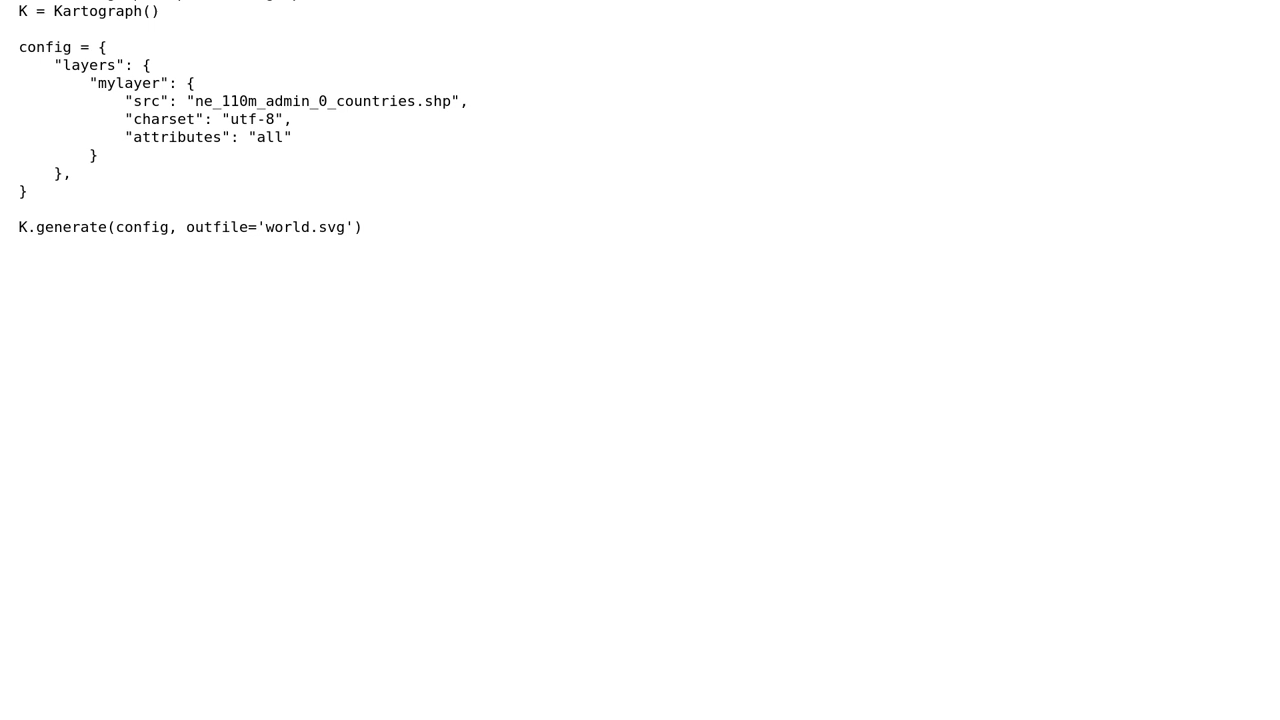 K = Kartograph()

config = {
    "layers": {
        "mylayer": {
            "src": "ne_110m_admin_0_countries.shp",
            "charset": "utf-8",
            "attributes": "all"
        }
    },
}

K.generate(config, outfile='world.svg')